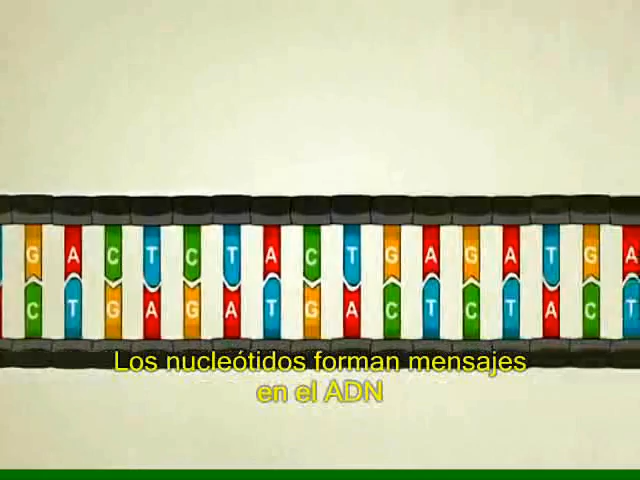 G A C T C T A C T G A G A T G A
C T G A G A T G A C T C T A C T
Los nucleótidos forman mensajes
en el ADN